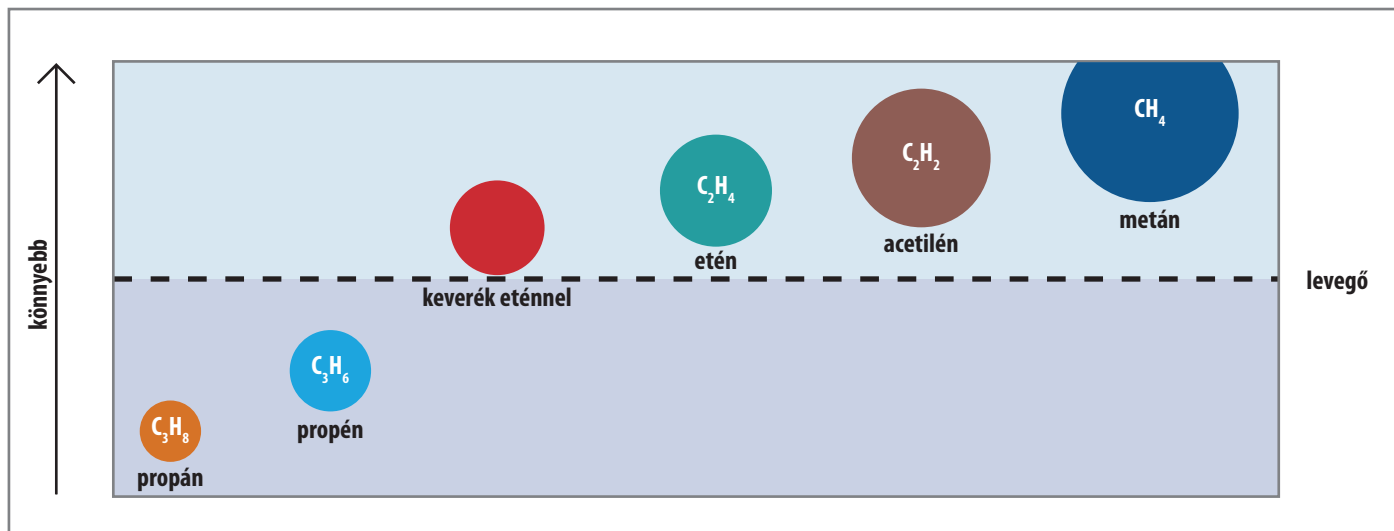 könnyebb
C₃H₈
propán
C₃H₆
propén
keverék eténnel
C₂H₄
etén
C₂H₂
acetilén
CH₄
metán
levegő